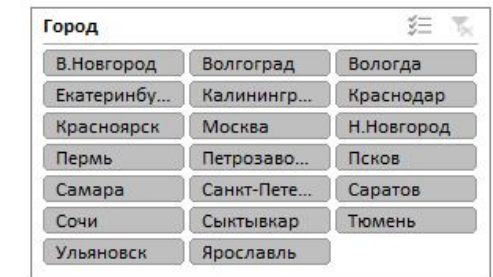 Город
В.Новгород Волгоград Вологда
Екатеринбу... Калинингр... Краснодар
Красноярск Москва Н.Новгород
Пермь Петрозаво... Псков
Самара Санкт-Пете... Саратов
Сочи Сыктывкар Тюмень
Ульяновск Ярославль